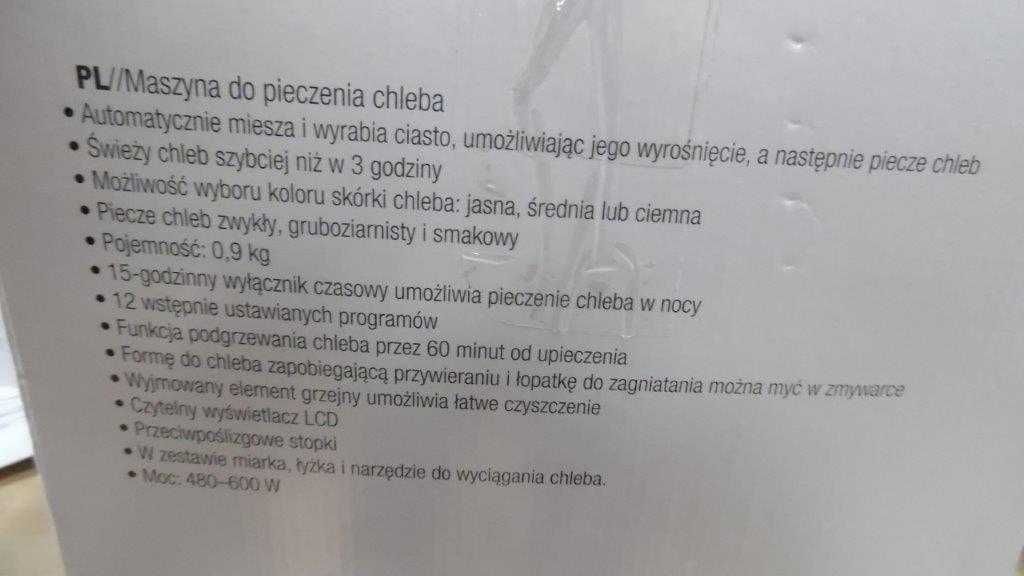 PL//Maszyna do pieczenia chleba
• Automatycznie miesza i wyrabia ciasto, umożliwiając jego wyrośnięcie, a następnie piecze chleb
• Świeży chleb szybciej niż w 3 godziny
• Możliwość wyboru koloru skórki chleba: jasna, średnia lub ciemna
• Piecze chleb zwykły, gruboziarnisty i smakowy
• Pojemność: 0,9 kg
• 15-godzinny wyłącznik czasowy umożliwia pieczenie chleba w nocy
• 12 wstępnie ustawianych programów
• Funkcja podgrzewania chleba przez 60 minut od upieczenia
• Formę do chleba zapobiegającą przywieraniu i łopatkę do zagniatania można myć w zmywarce
• Wyjmowany element grzejny umożliwia łatwe czyszczenie
• Czytelny wyświetlacz LCD
• Przeciwpoślizgowe stopki
• W zestawie miarka, łyżka i narzędzie do wyciągania chleba.
• Moc: 480–600 W